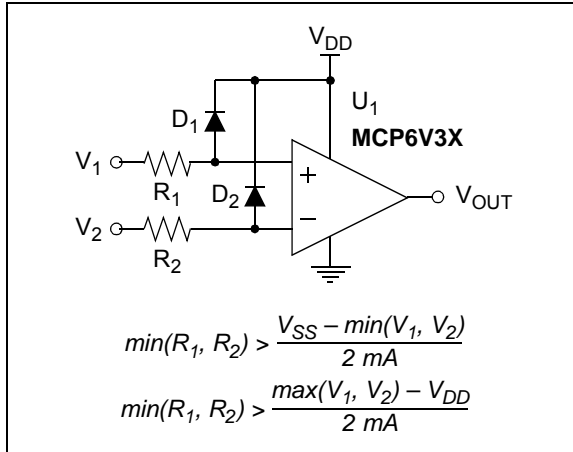 V_DD
U_1
D_1
MCP6V3X
V_1
+
R_1
D_2
V_OUT
V_2
−
R_2
min(R_1, R_2) > (V_SS – min(V_1, V_2)) / 2 mA
min(R_1, R_2) > (max(V_1, V_2) – V_DD) / 2 mA